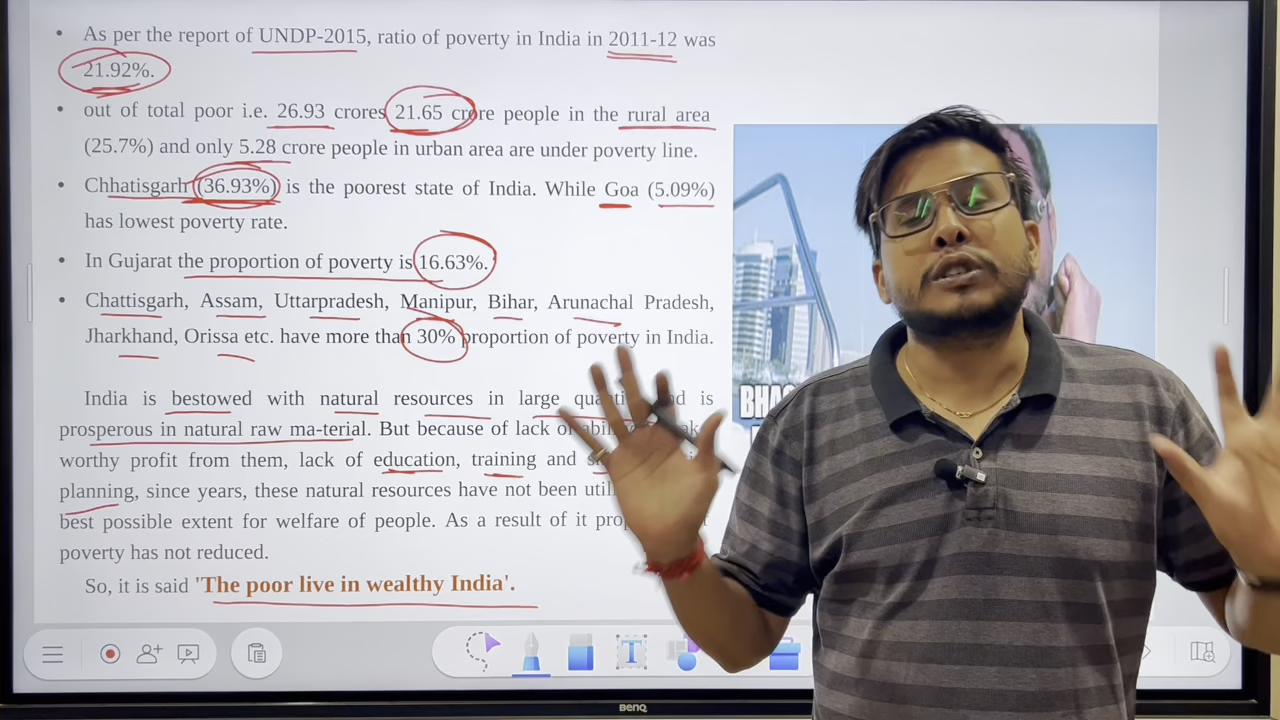 • As per the report of UNDP-2015, ratio of poverty in India in 2011-12 was
21.92%.
• out of total poor i.e. 26.93 crores 21.65 crore people in the rural area
(25.7%) and only 5.28 crore people in urban area are under poverty line.
• Chhatisgarh (36.93%) is the poorest state of India. While Goa (5.09%)
has lowest poverty rate.
• In Gujarat the proportion of poverty is 16.63%.
• Chattisgarh, Assam, Uttarpradesh, Manipur, Bihar, Arunachal Pradesh,
Jharkhand, Orissa etc. have more than 30% proportion of poverty in India.
India is bestowed with natural resources in large is
prosperous in natural raw ma-terial. But because of lack
worthy profit from them, lack of education, training and
planning, since years, these natural resources have not been
best possible extent for welfare of people. As a result of it
poverty has not reduced.
So, it is said 'The poor live in wealthy India'.
T
BenQ